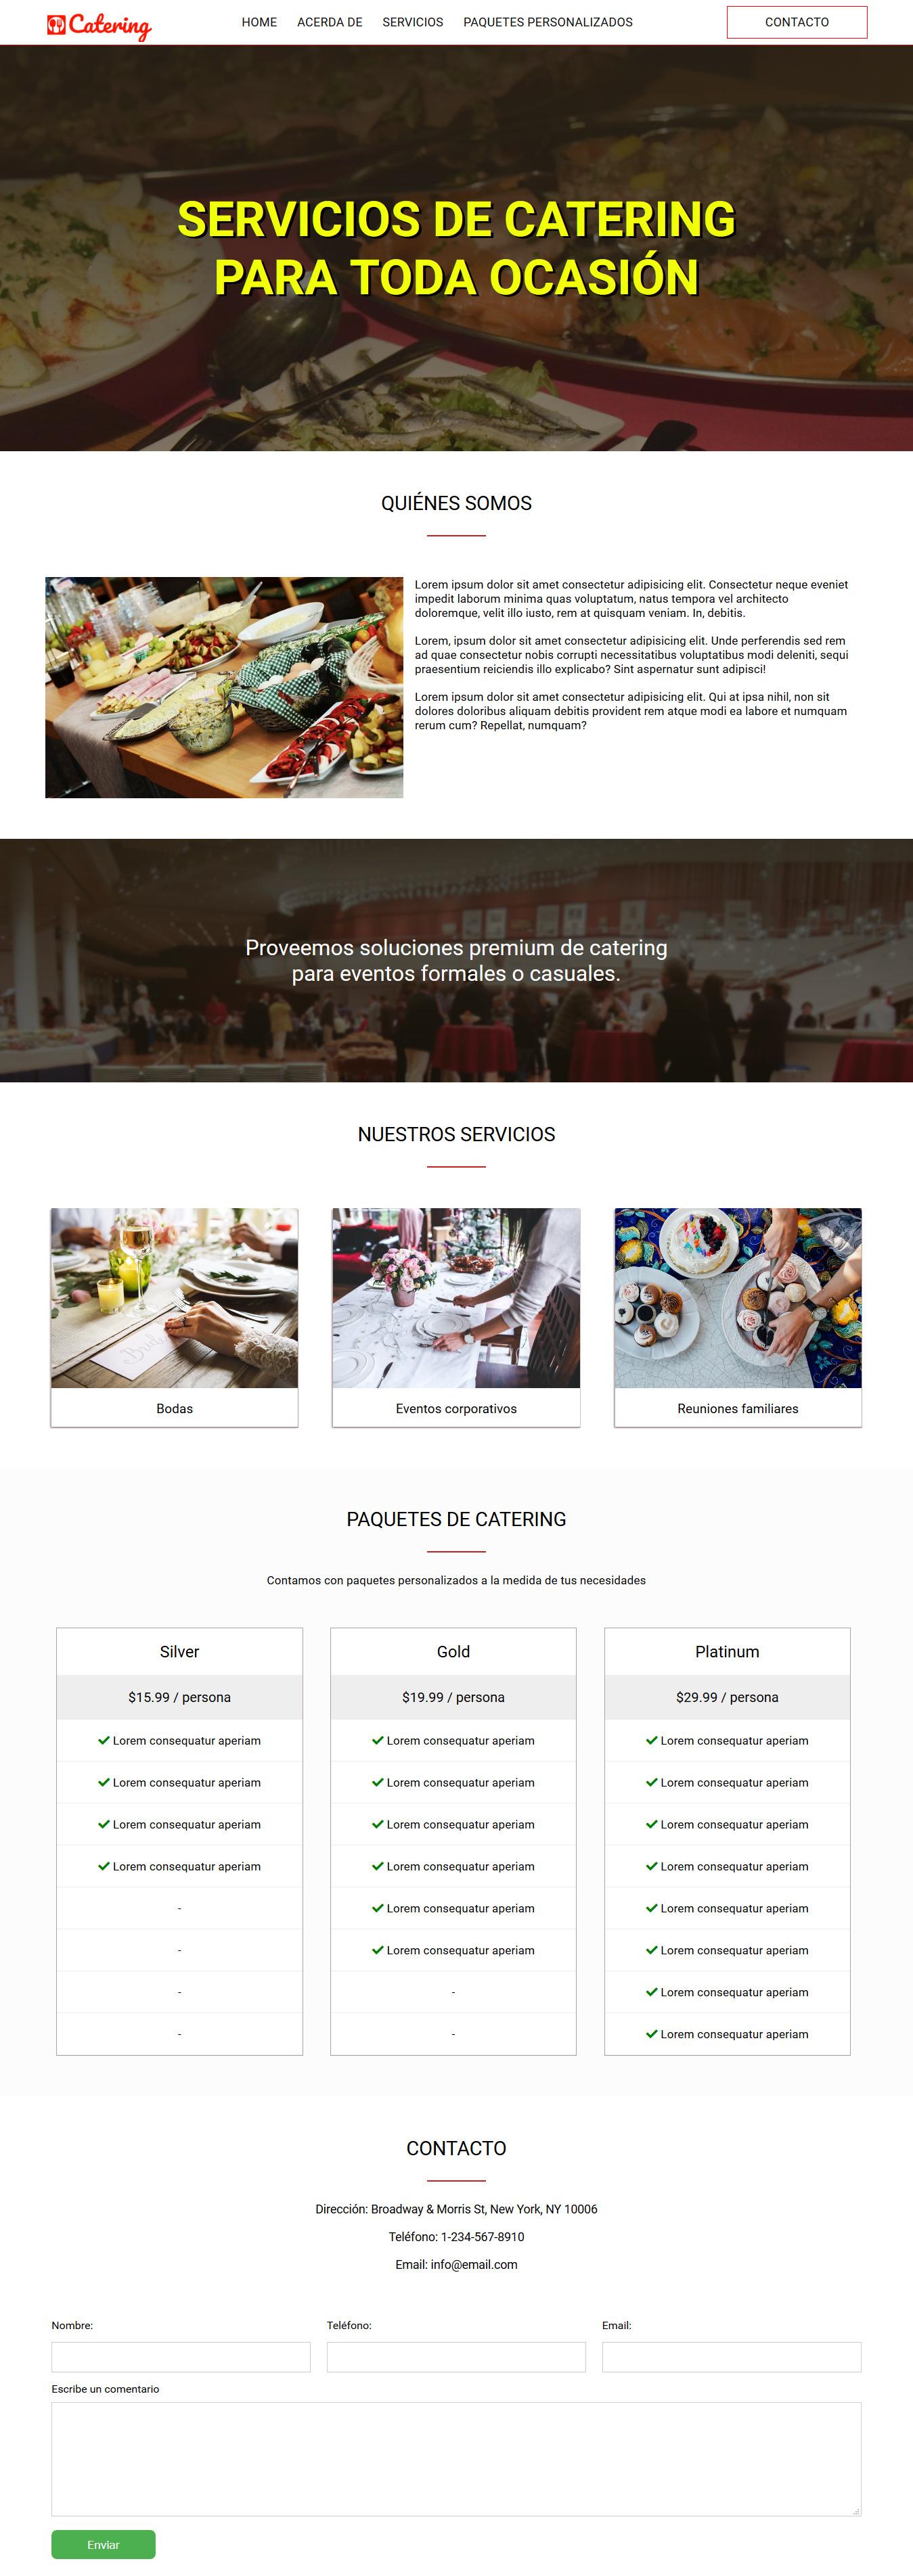 Catering
HOME ACERDA DE SERVICIOS PAQUETES PERSONALIZADOS CONTACTO
SERVICIOS DE CATERING
PARA TODA OCASIÓN
QUIÉNES SOMOS
Lorem ipsum dolor sit amet consectetur adipisicing elit. Consectetur neque eveniet
impedit laborum minima quas voluptatum, natus tempora vel architecto
doloremque, velit illo iusto, rem at quisquam veniam. In, debitis.
Lorem, ipsum dolor sit amet consectetur adipisicing elit. Unde perferendis sed rem
ad quae consectetur nobis corrupti necessitatibus voluptatibus modi deleniti, sequi
praesentium reiciendis illo explicabo? Sint aspernatur sunt adipisci!
Lorem ipsum dolor sit amet consectetur adipisicing elit. Qui at ipsa nihil, non sit
dolores doloribus aliquam debitis provident rem atque modi ea labore et numquam
rerum cum? Repellat, numquam?
Proveemos soluciones premium de catering
para eventos formales o casuales.
NUESTROS SERVICIOS
Bodas
Eventos corporativos
Reuniones familiares
PAQUETES DE CATERING
Contamos con paquetes personalizados a la medida de tus necesidades
Silver
$15.99 / persona
Lorem consequatur aperiam
Lorem consequatur aperiam
Lorem consequatur aperiam
Lorem consequatur aperiam
-
-
-
-
Gold
$19.99 / persona
Lorem consequatur aperiam
Lorem consequatur aperiam
Lorem consequatur aperiam
Lorem consequatur aperiam
Lorem consequatur aperiam
Lorem consequatur aperiam
-
-
Platinum
$29.99 / persona
Lorem consequatur aperiam
Lorem consequatur aperiam
Lorem consequatur aperiam
Lorem consequatur aperiam
Lorem consequatur aperiam
Lorem consequatur aperiam
Lorem consequatur aperiam
Lorem consequatur aperiam
CONTACTO
Dirección: Broadway & Morris St, New York, NY 10006
Teléfono: 1-234-567-8910
Email: info@email.com
Nombre:
Teléfono:
Email:
Escribe un comentario
Enviar